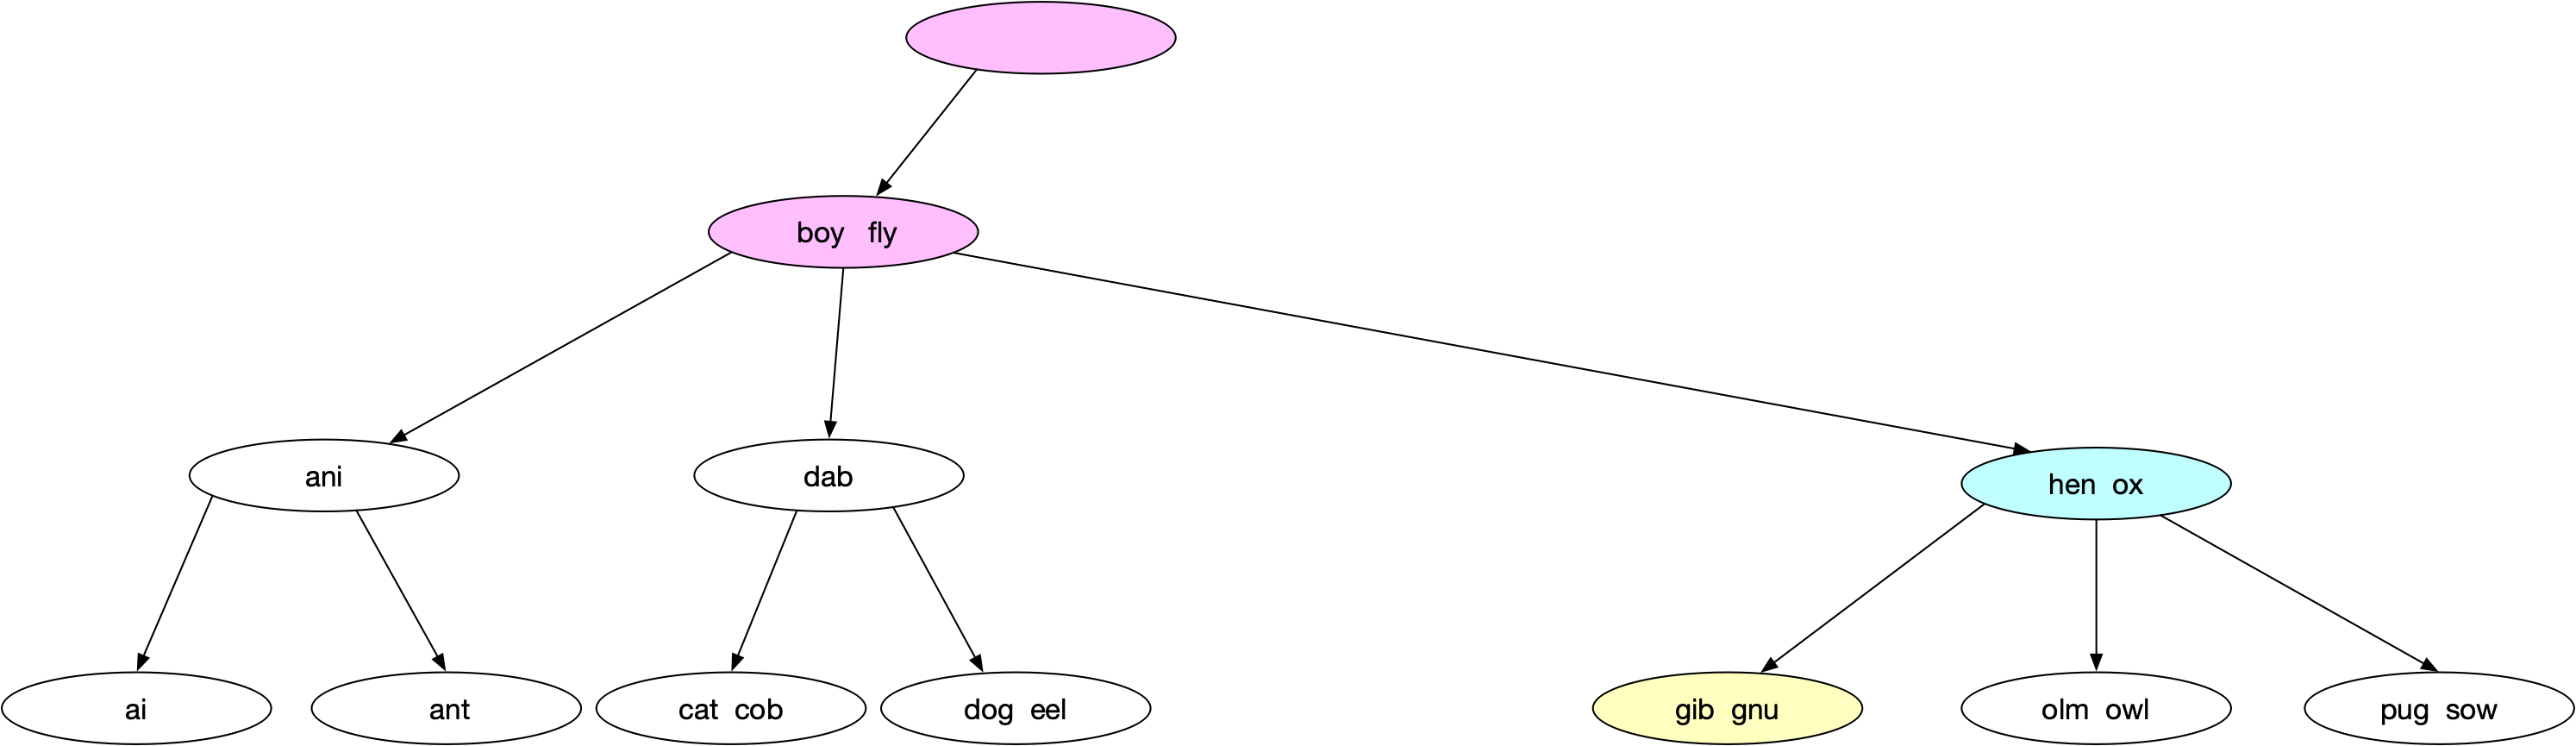 boy fly
ani
dab
hen ox
ai
ant
cat cob
dog eel
gib gnu
olm owl
pug sow